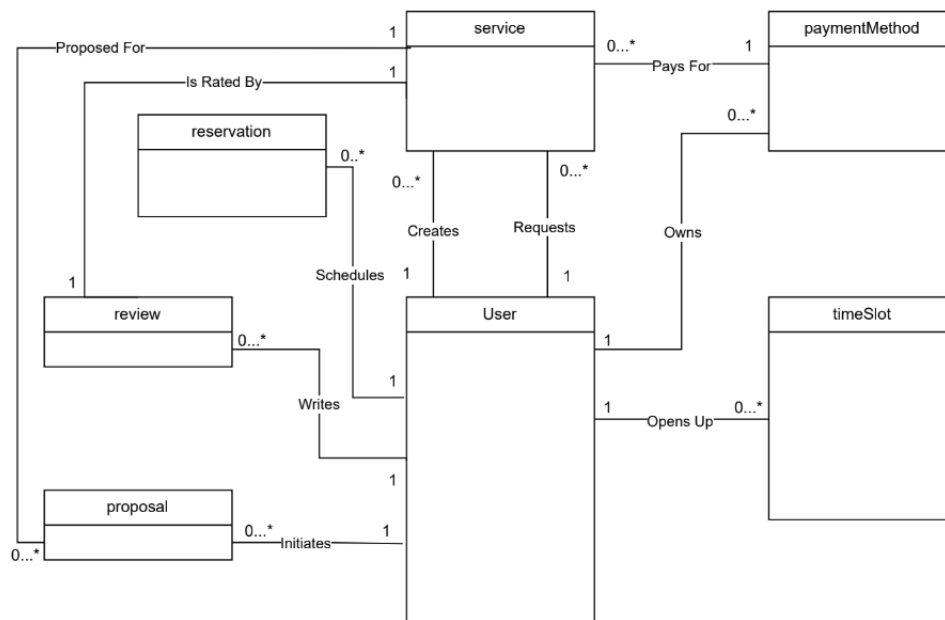 service
paymentMethod
1
Proposed For
0...*
1
Pays For
1
Is Rated By
0...*
reservation
0..*
0...*
0...*
Creates
Requests
Owns
Schedules
1
1
1
review
User
timeSlot
0...*
1
1
Writes
1
0...*
Opens Up
1
proposal
0...*
1
Initiates
0...*